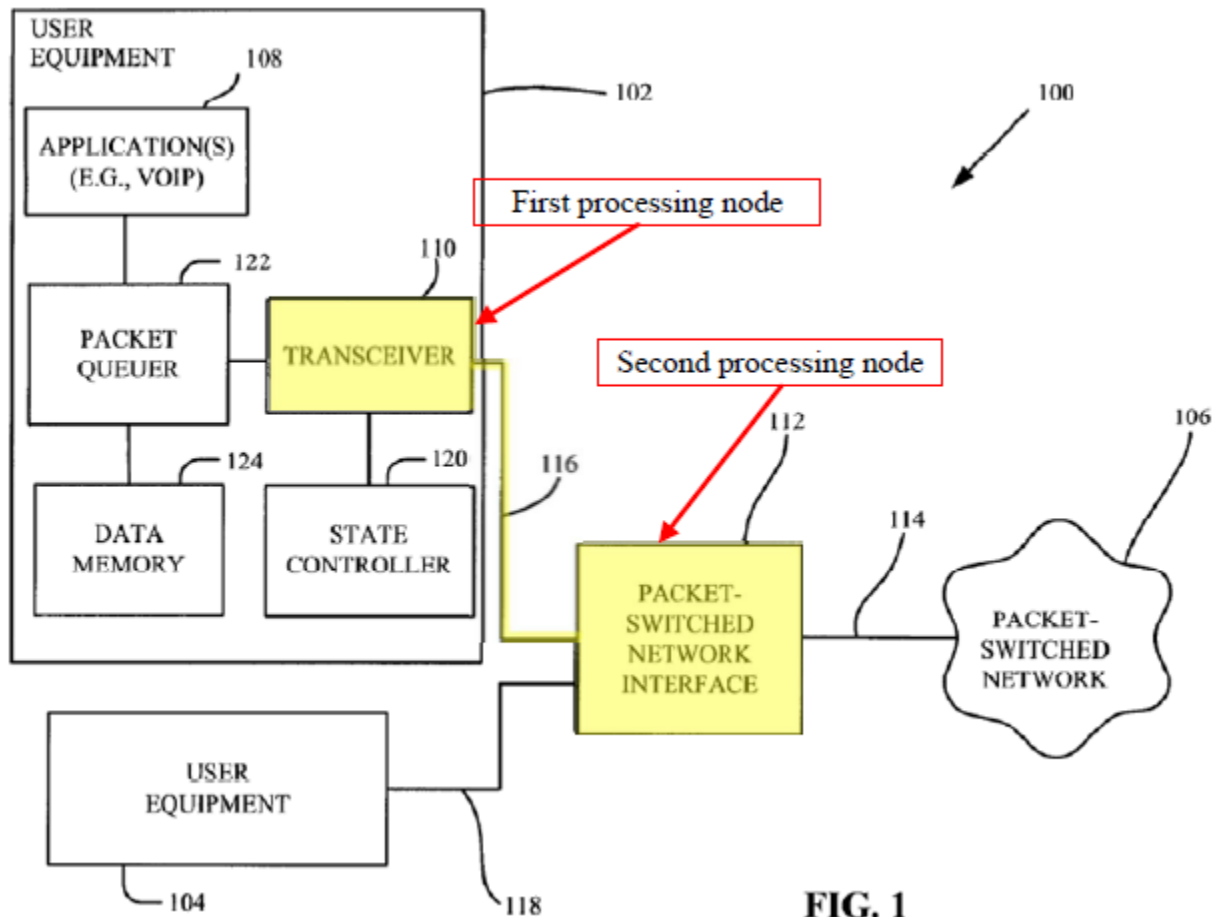 USER
EQUIPMENT
108
102
100
APPLICATION(S)
(E.G., VOIP)
First processing node
122
110
PACKET
QUEUER
TRANSCEIVER
Second processing node
112
106
124
120
116
114
DATA
MEMORY
STATE
CONTROLLER
PACKET-
SWITCHED
NETWORK
INTERFACE
PACKET-
SWITCHED
NETWORK
USER
EQUIPMENT
104
118
FIG. 1